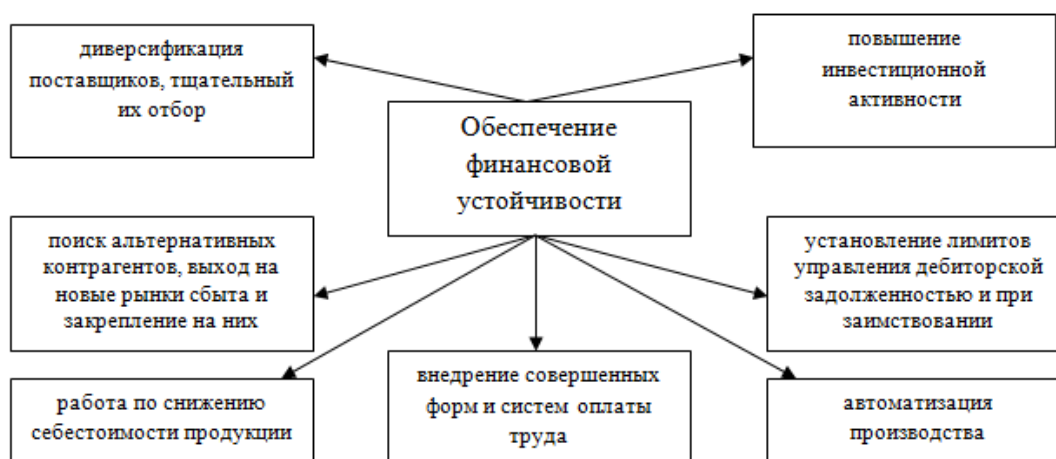 диверсификация
поставщиков, тщательный
их отбор
повышение
инвестиционной
активности
Обеспечение
финансовой
устойчивости
поиск альтернативных
контрагентов, выход на
новые рынки сбыта и
закрепление на них
установление лимитов
управления дебиторской
задолженностью и при
заимствовании
работа по снижению
себестоимости продукции
внедрение совершенных
форм и систем оплаты
труда
автоматизация
производства